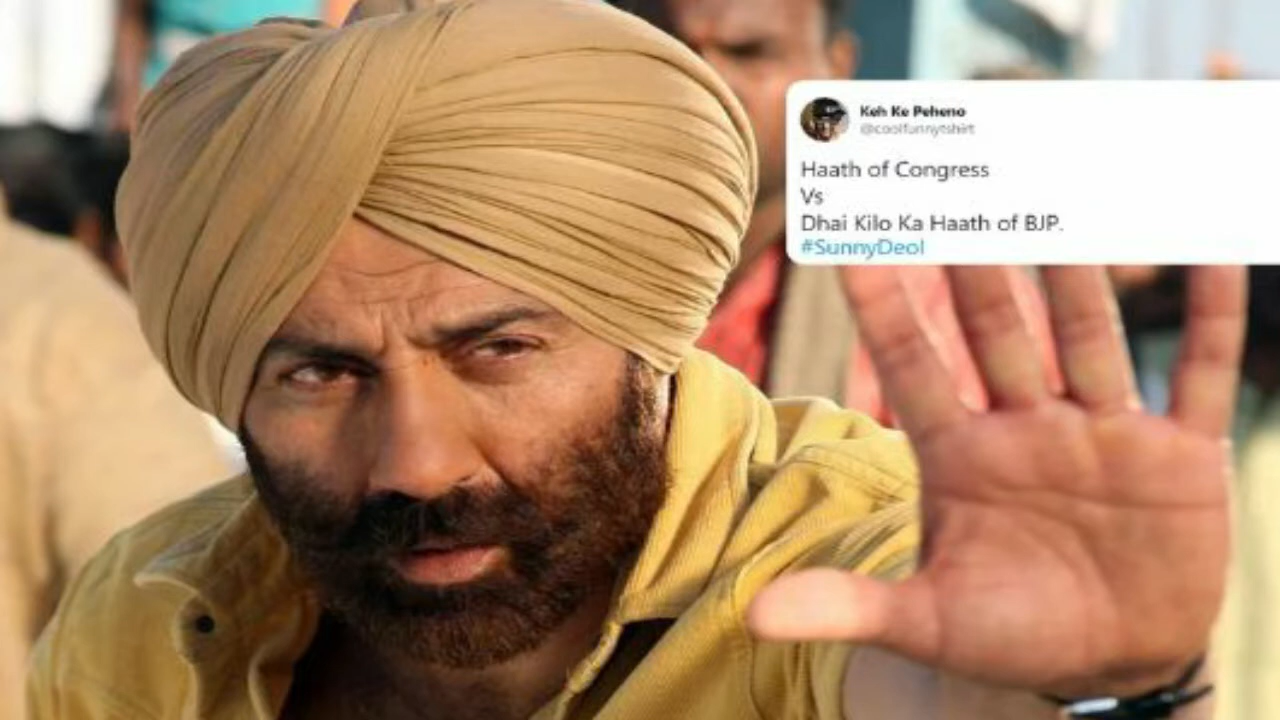 Keh Ke Peheno
@coolfunnytshirt
Haath of Congress
Vs
Dhai Kilo Ka Haath of BJP.
#SunnyDeol